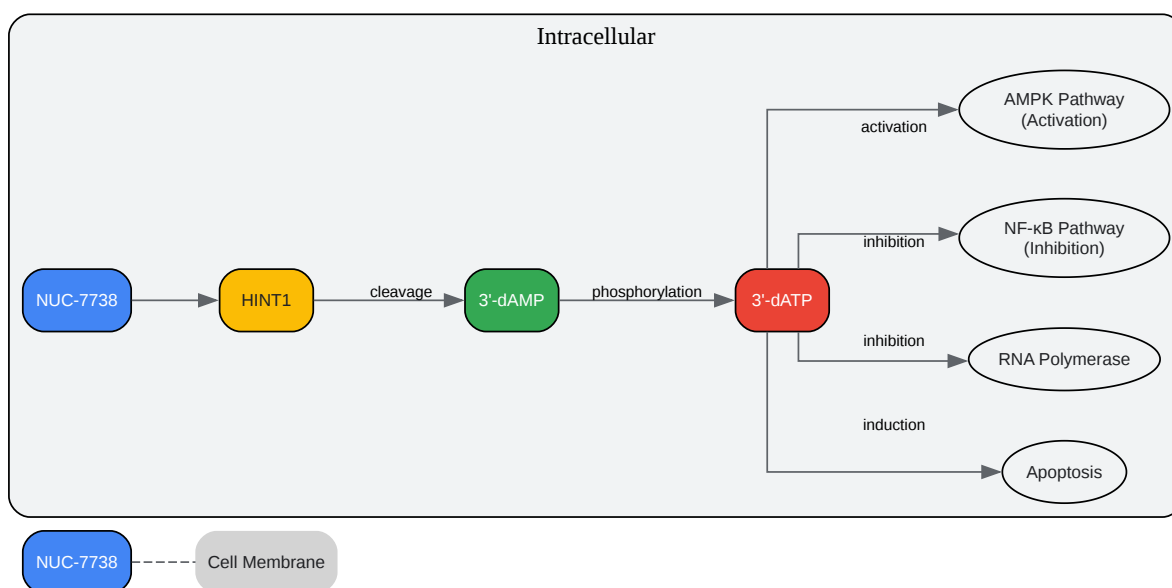 Intracellular
AMPK Pathway
(Activation)
activation
NF-κB Pathway
(Inhibition)
inhibition
NUC-7738
HINT1
cleavage
3'-dAMP
phosphorylation
3'-dATP
inhibition
RNA Polymerase
induction
Apoptosis
NUC-7738
Cell Membrane